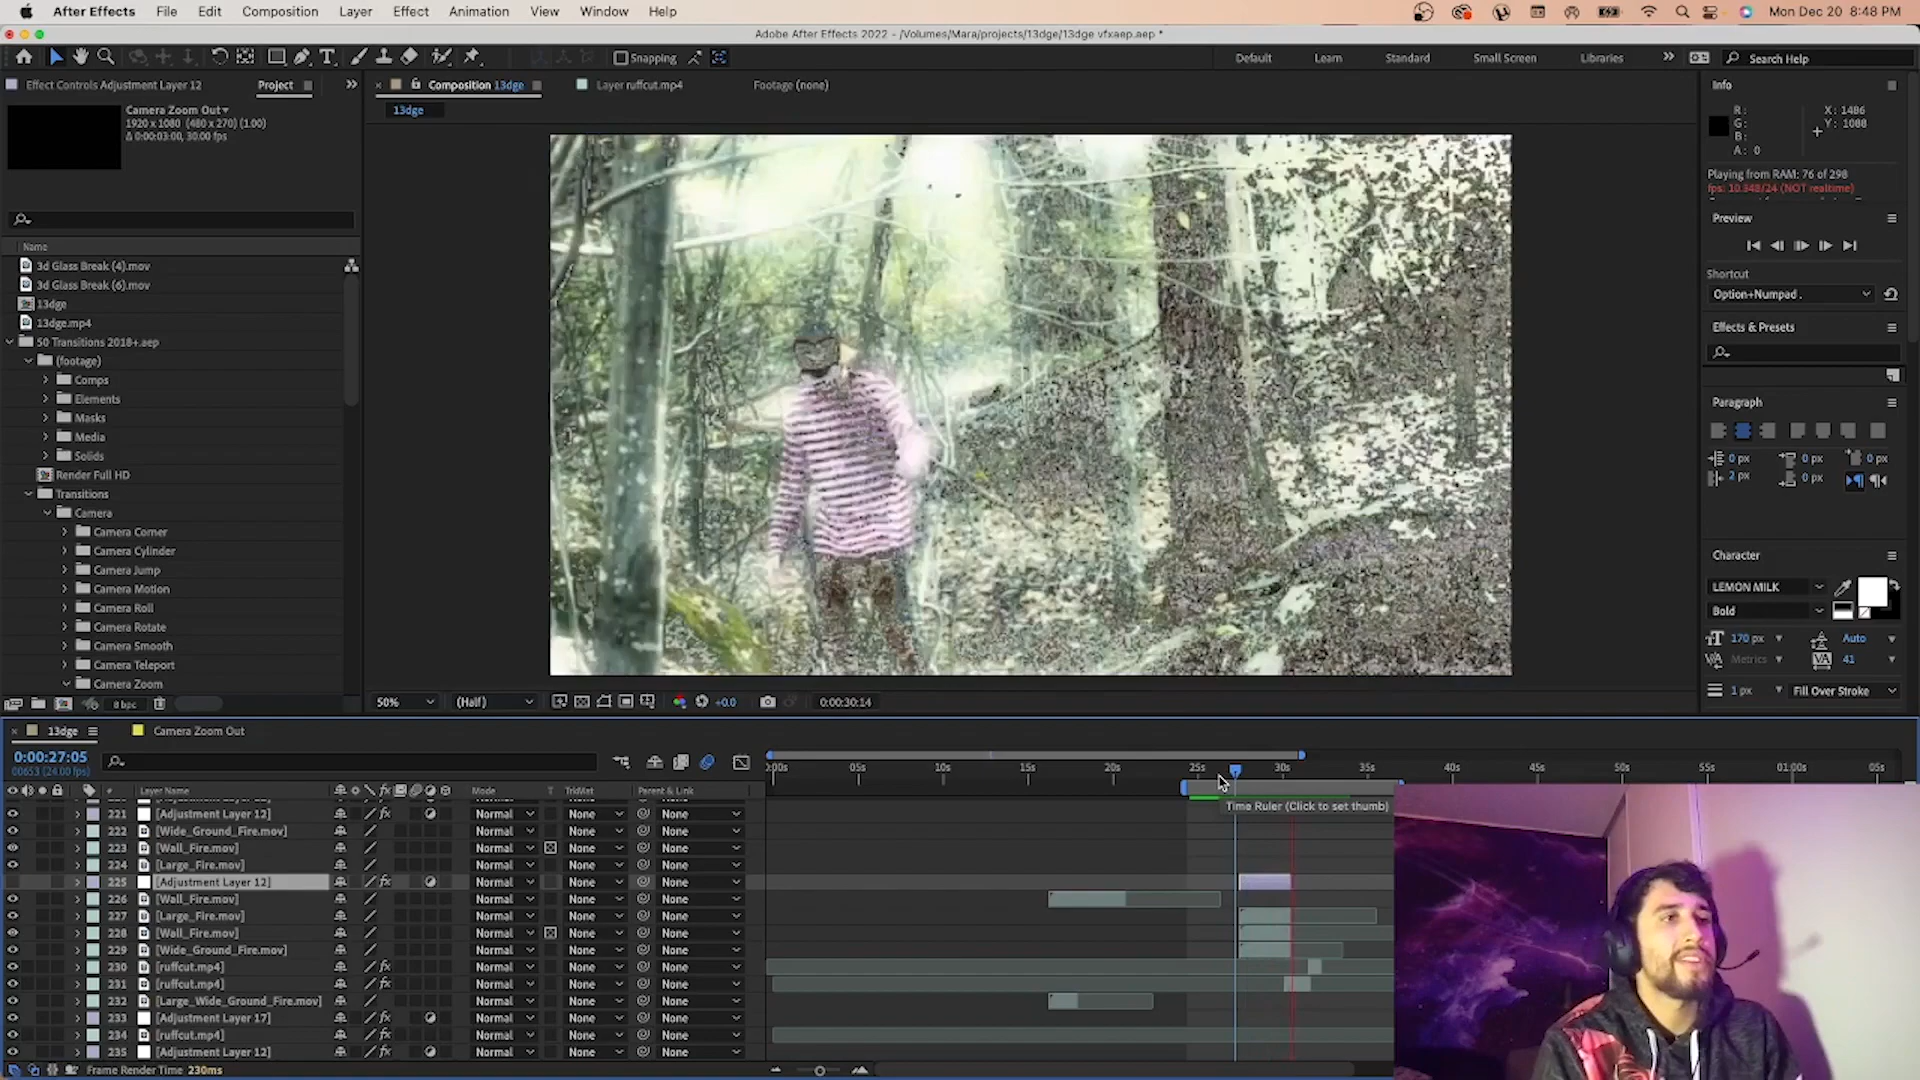 After Effects File Edit Composition Layer Effect Animation View Window Help Mon Dec 20 8:48 PM
Adobe After Effects 2022 - /Volumes/Mara/projects/13dge/13dge vfxaep.aep *
Snapping Default Learn Standard Small Screen Libraries Search Help
Effect Controls Adjustment Layer 12 Project Composition 13dge Layer ruffcut.mp4 Footage (none) Info
13dge
Camera Zoom Out
1920 x 1080 (480 x 270) (1.00)
Δ 0:00:03:00, 30.00 fps
R: X: 1486
G: Y: 1088
B:
A: 0
Playing from RAM: 76 of 298
fps: 10.348/24 (NOT realtime)
Preview
Shortcut
Option+Numpad .
Effects & Presets
Paragraph
0 px 0 px 0 px
2 px 0 px
Character
LEMON MILK
Bold
170 px Auto
Metrics 41
1 px Fill Over Stroke
Name
3d Glass Break (4).mov
3d Glass Break (6).mov
13dge
13dge.mp4
50 Transitions 2018+.aep
(footage)
Comps
Elements
Masks
Media
Solids
Render Full HD
Transitions
Camera
Camera Corner
Camera Cylinder
Camera Jump
Camera Motion
Camera Roll
Camera Rotate
Camera Smooth
Camera Teleport
Camera Zoom
8 bpc 50% (Half) +0.0 0:00:30:14
13dge Camera Zoom Out
0:00:27:05
00653 (24.00 fps)
:00s 05s 10s 15s 20s 25s 30s 35s 40s 45s 50s 55s 01:00s 05s
# Layer Name Mode T TrkMat Parent & Link
Time Ruler (Click to set thumb)
221 [Adjustment Layer 12] Normal None None
222 [Wide_Ground_Fire.mov] Normal None None
223 [Wall_Fire.mov] Normal None None
224 [Large_Fire.mov] Normal None None
225 [Adjustment Layer 12] Normal None None
226 [Wall_Fire.mov] Normal None None
227 [Large_Fire.mov] Normal None None
228 [Wall_Fire.mov] Normal None None
229 [Wide_Ground_Fire.mov] Normal None None
230 [ruffcut.mp4] Normal None None
231 [ruffcut.mp4] Normal None None
232 [Large_Wide_Ground_Fire.mov] Normal None None
233 [Adjustment Layer 17] Normal None None
234 [ruffcut.mp4] Normal None None
235 [Adjustment Layer 12] Normal None None
Frame Render Time 230ms